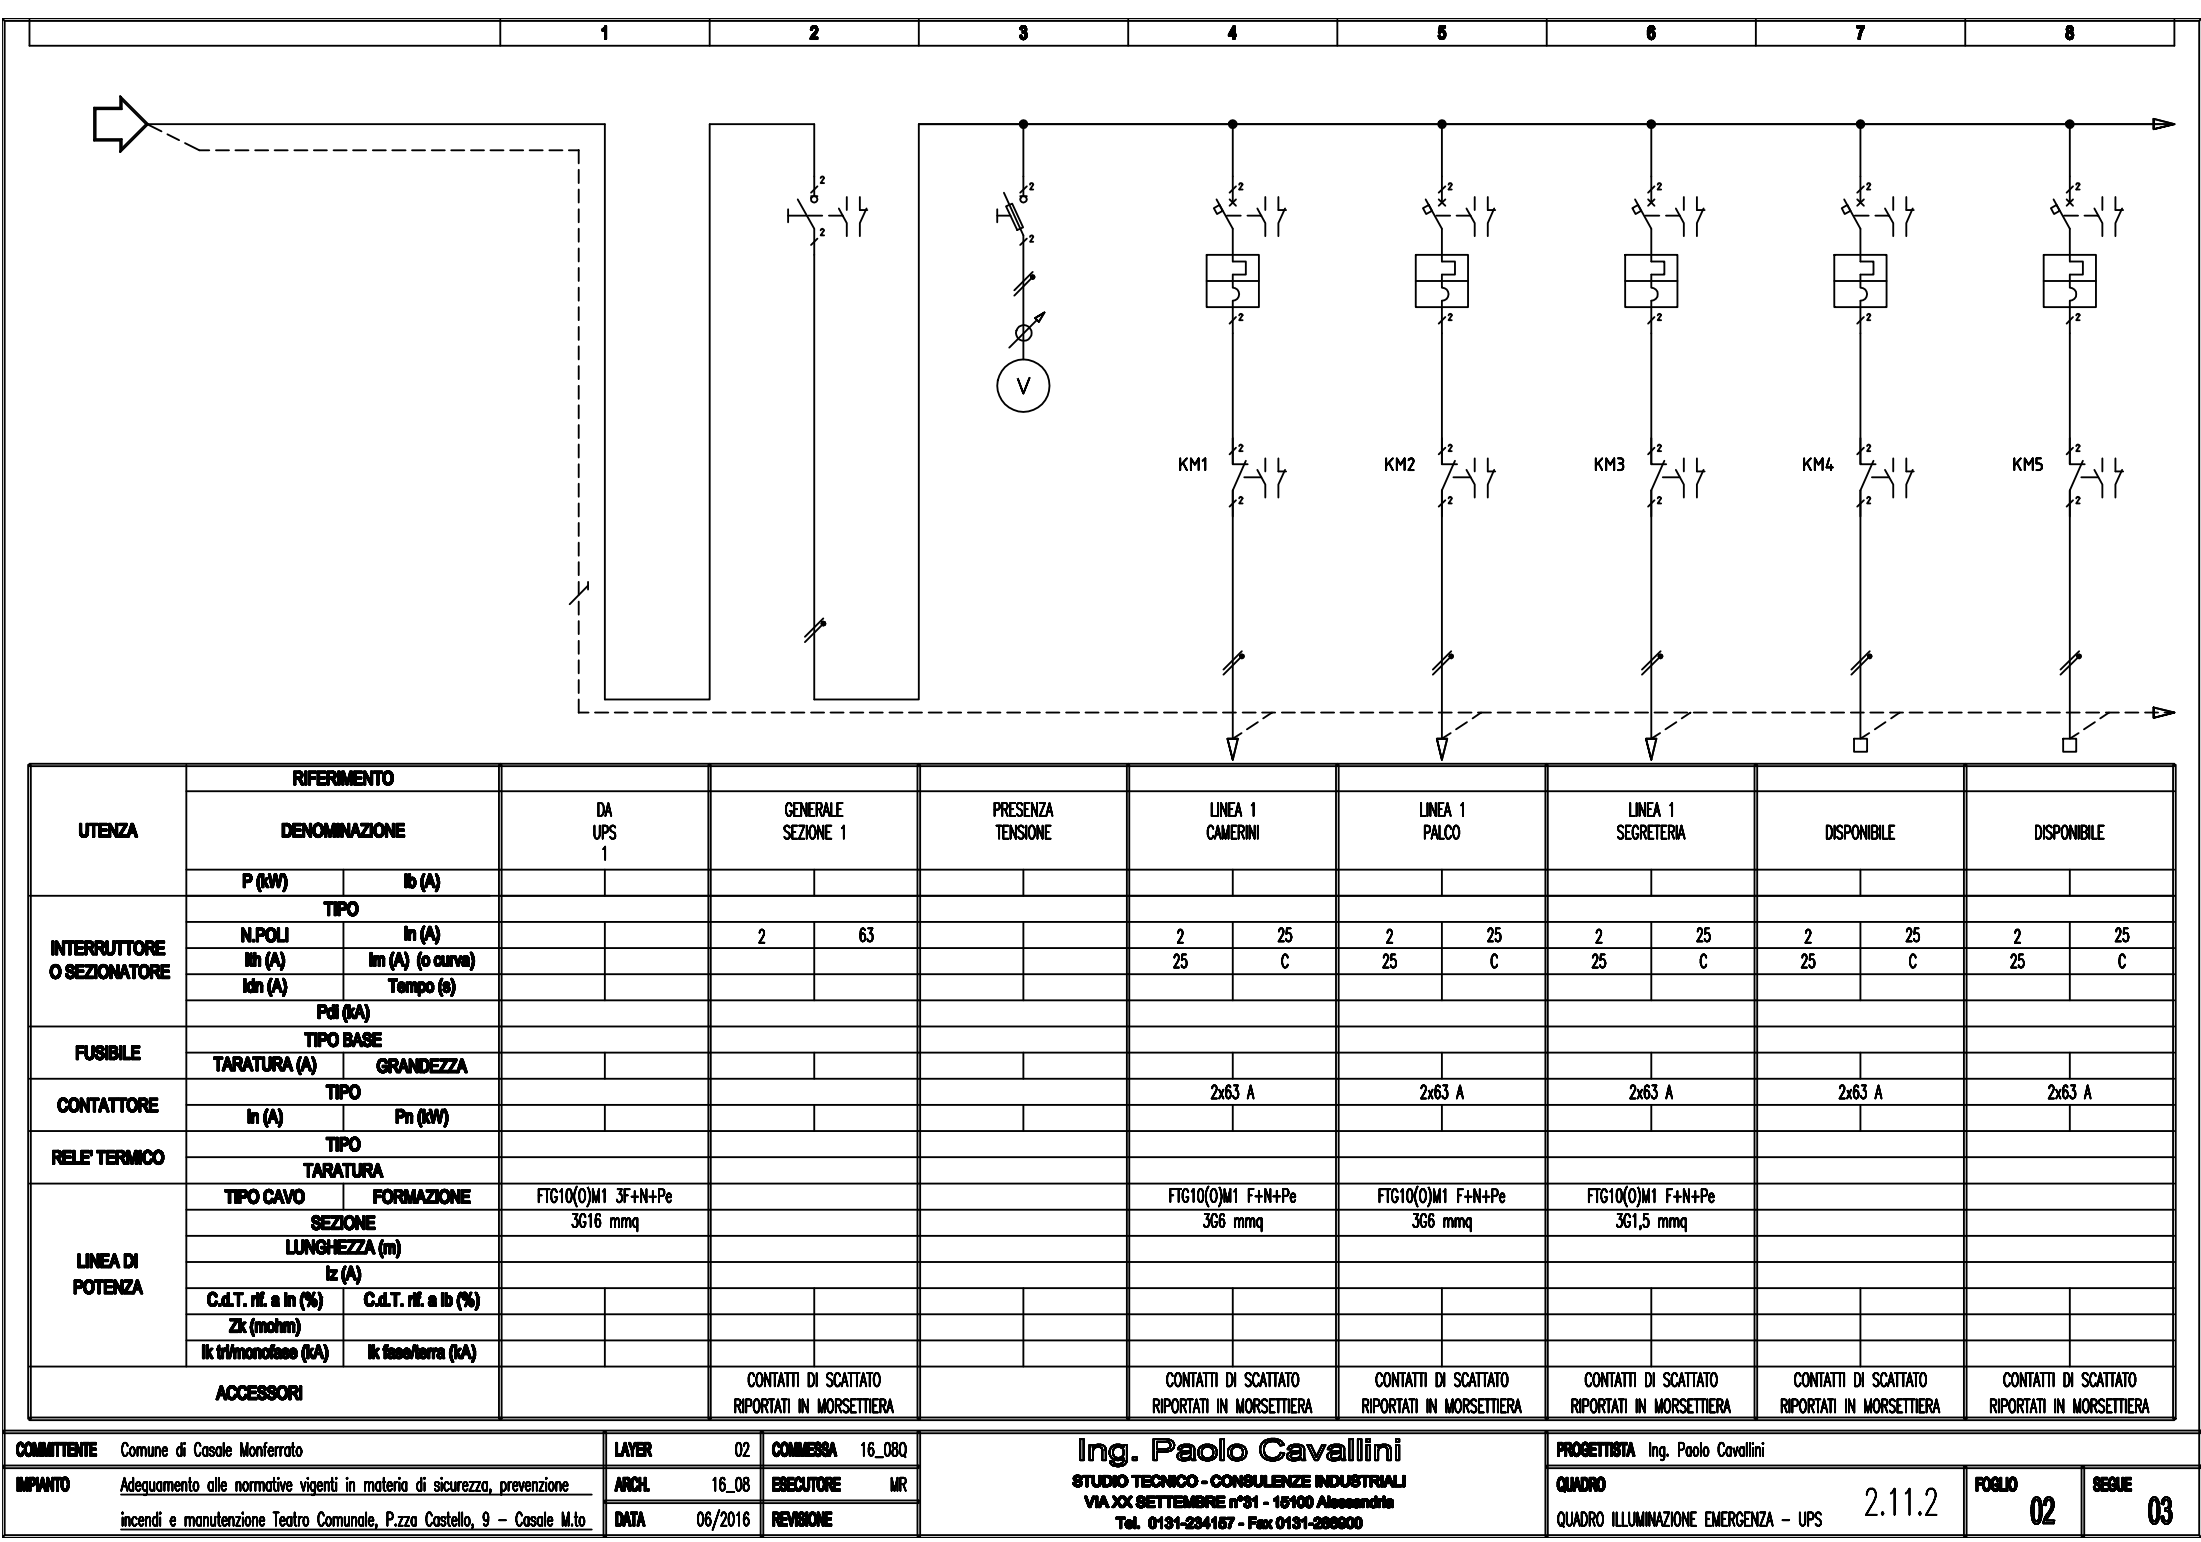 1 2 3 4 5 6 7 8
2 2 2 2 2 2 2
2 2
2 2 2 2 2
V
2 2 2 2 2
KM1 KM2 KM3 KM4 KM5
2 2 2 2 2
UTENZA
RIFERIMENTO
DENOMINAZIONE
DA
UPS
1
GENERALE
SEZIONE 1
PRESENZA
TENSIONE
LINEA 1
CAMERINI
LINEA 1
PALCO
LINEA 1
SEGRETERIA
DISPONIBILE
DISPONIBILE
P (kW) Ib (A)
INTERRUTTORE
O SEZIONATORE
TIPO
N.POLI In (A) 2 63 2 25 2 25 2 25 2 25 2 25
Ith (A) Im (A) (o curva) 25 C 25 C 25 C 25 C 25 C
Idn (A) Tempo (s)
Pdi (kA)
FUSIBILE
TIPO BASE
TARATURA (A) GRANDEZZA
CONTATTORE
TIPO 2x63 A 2x63 A 2x63 A 2x63 A 2x63 A
In (A) Pn (kW)
RELE' TERMICO
TIPO
TARATURA
LINEA DI
POTENZA
TIPO CAVO FORMAZIONE FTG10(O)M1 3F+N+Pe FTG10(O)M1 F+N+Pe FTG10(O)M1 F+N+Pe FTG10(O)M1 F+N+Pe
SEZIONE 3G16 mmq 3G6 mmq 3G6 mmq 3G1,5 mmq
LUNGHEZZA (m)
Iz (A)
C.d.T. rif. a In (%) C.d.T. rif. a Ib (%)
Zk (mohm)
Ik tri/monofase (kA) Ik fase/terra (kA)
ACCESSORI
CONTATTI DI SCATTATO
RIPORTATI IN MORSETTIERA
CONTATTI DI SCATTATO
RIPORTATI IN MORSETTIERA
CONTATTI DI SCATTATO
RIPORTATI IN MORSETTIERA
CONTATTI DI SCATTATO
RIPORTATI IN MORSETTIERA
CONTATTI DI SCATTATO
RIPORTATI IN MORSETTIERA
CONTATTI DI SCATTATO
RIPORTATI IN MORSETTIERA
COMMITTENTE Comune di Casale Monferrato
IMPIANTO Adeguamento alle normative vigenti in materia di sicurezza, prevenzione
incendi e manutenzione Teatro Comunale, P.zza Castello, 9 - Casale M.to
LAYER 02 COMMESSA 16_08Q
ARCH. 16_08 ESECUTORE MR
DATA 06/2016 REVISIONE
Ing. Paolo Cavallini
STUDIO TECNICO - CONSULENZE INDUSTRIALI
VIA XX SETTEMBRE n°31 - 15100 Alessandria
Tel. 0131-234157 - Fax 0131-266900
PROGETTISTA Ing. Paolo Cavallini
QUADRO
QUADRO ILLUMINAZIONE EMERGENZA - UPS 2.11.2
FOGLIO
02
SEGUE
03